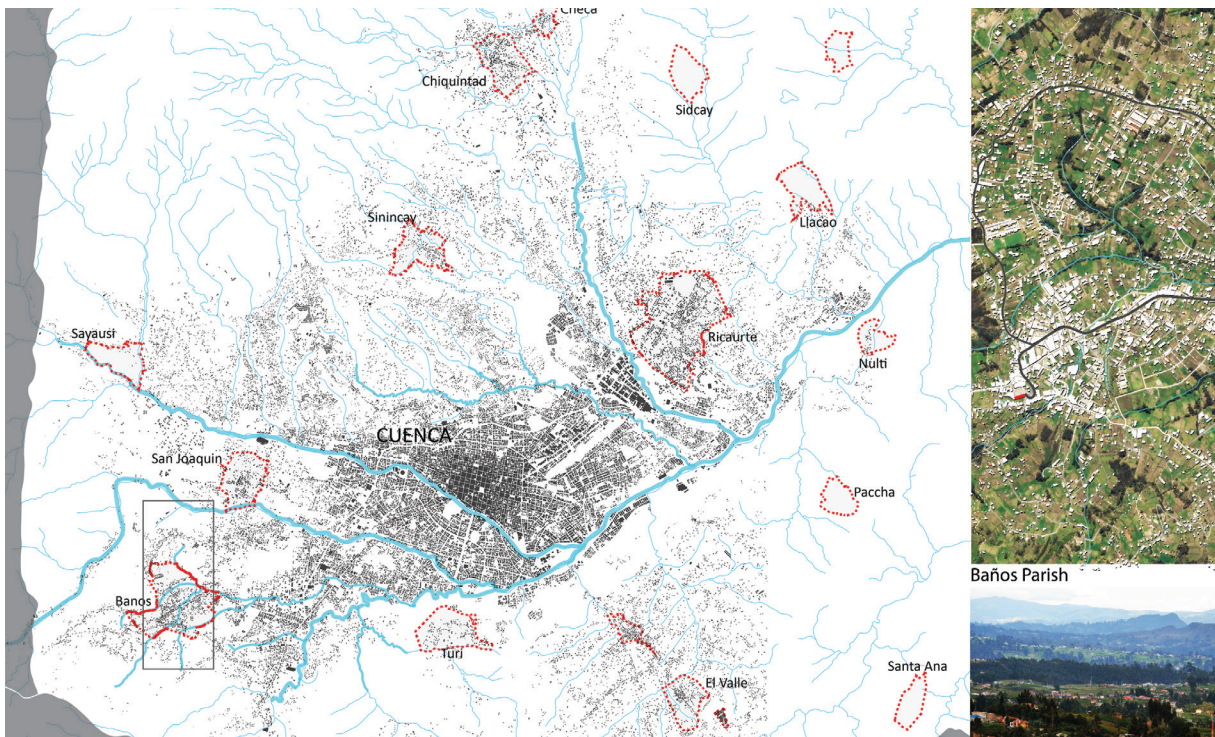 Checa
Chiquintad
Sidcay
Llacao
Sinincay
Sayausi
Ricaurte
Nulti
CUENCA
San Joaquin
Paccha
Baños Parish
Banos
Turi
Santa Ana
El Valle